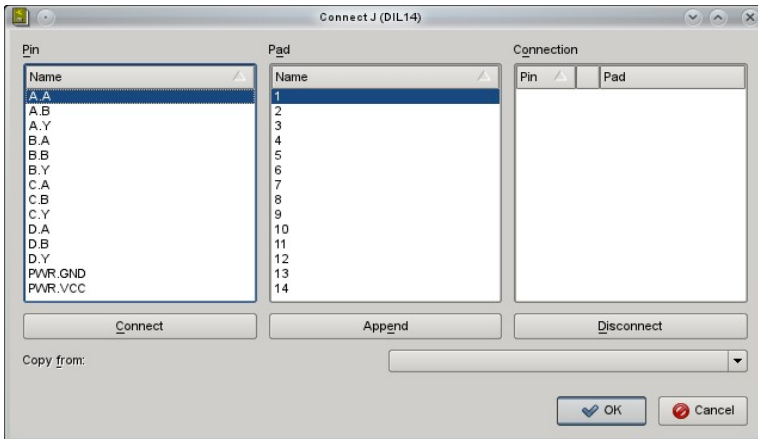 Connect J (DIL14)
Pin
Pad
Connection
Name
Name
Pin
Pad
A.A
A.B
A.Y
B.A
B.B
B.Y
C.A
C.B
C.Y
D.A
D.B
D.Y
PWR.GND
PWR.VCC
1
2
3
4
5
6
7
8
9
10
11
12
13
14
Connect
Append
Disconnect
Copy from:
OK
Cancel